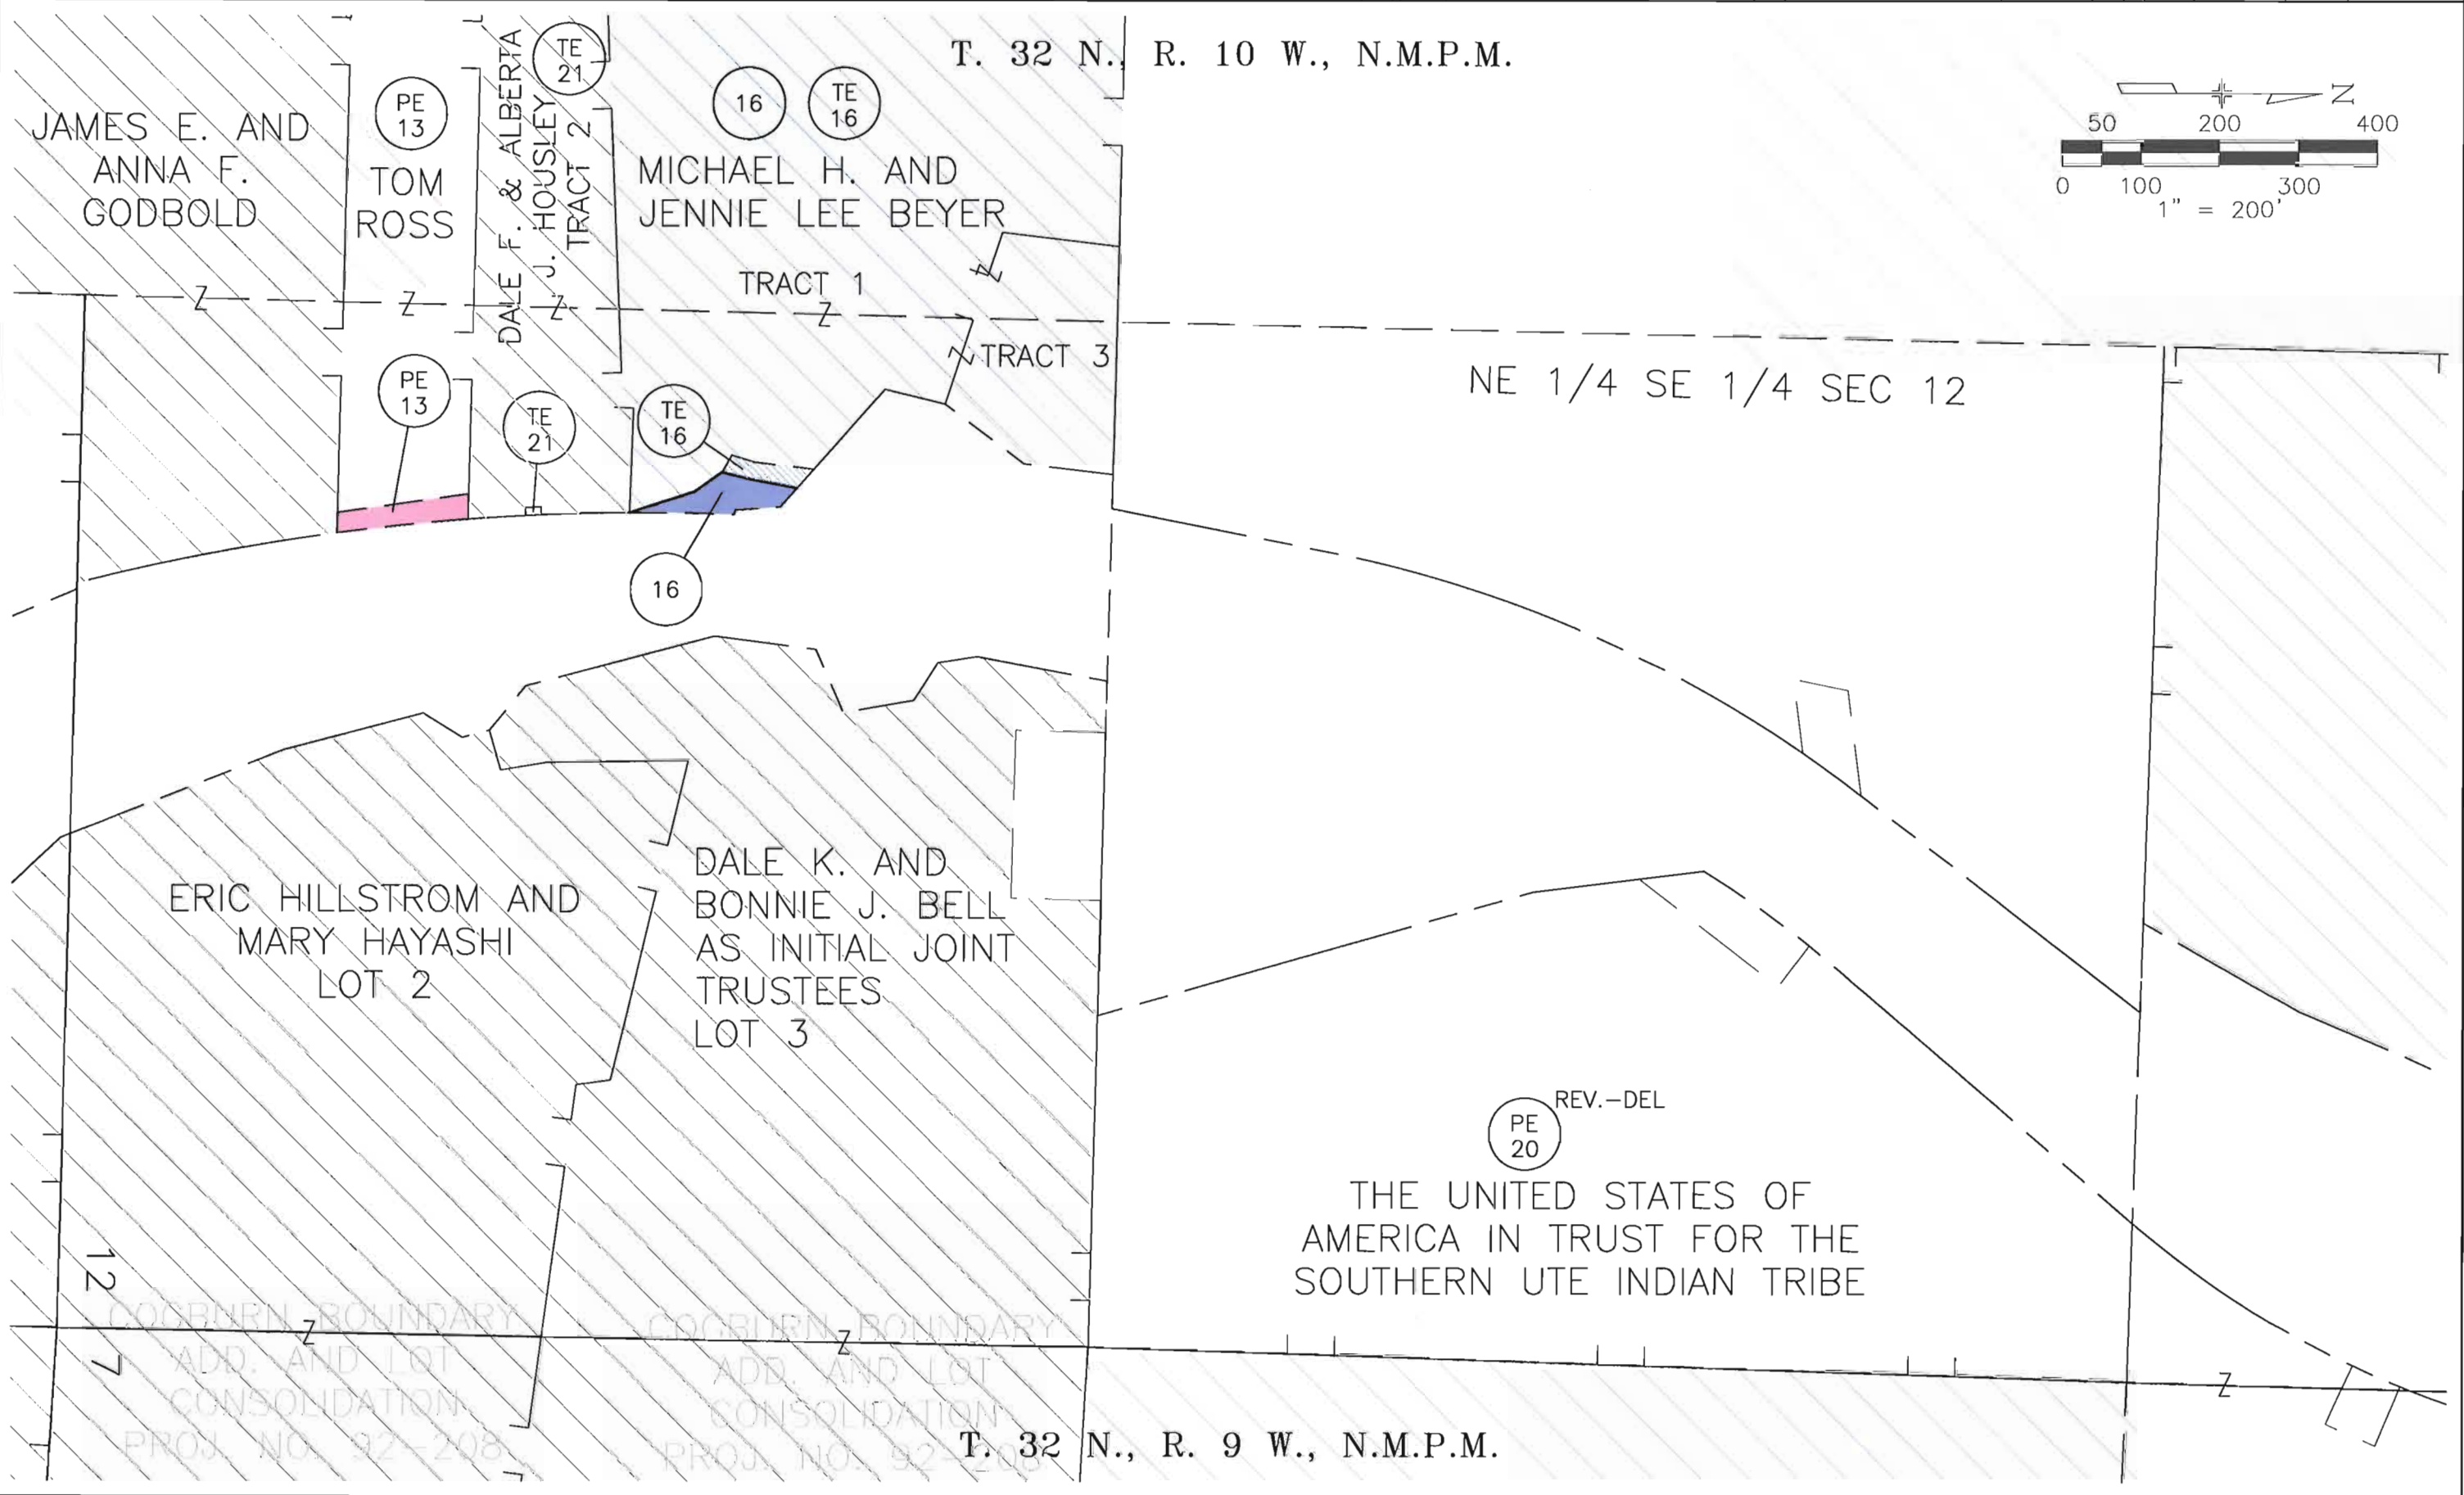 T. 32 N., R. 10 W., N.M.P.M.
N
50 200 400
0 100 300
1" = 200'
JAMES E. AND
ANNA F.
GODBOLD
PE
13
TOM
ROSS
DALE F. & ALBERTA
J. HOUSLEY
TRACT 2
TE
21
16
TE
16
MICHAEL H. AND
JENNIE LEE BEYER
TRACT 1
TRACT 3
NE 1/4 SE 1/4 SEC 12
PE
13
TE
21
TE
16
16
ERIC HILLSTROM AND
MARY HAYASHI
LOT 2
DALE K. AND
BONNIE J. BELL
AS INITIAL JOINT
TRUSTEES
LOT 3
PE
20
REV.-DEL
THE UNITED STATES OF
AMERICA IN TRUST FOR THE
SOUTHERN UTE INDIAN TRIBE
12
7
COGBURN BOUNDARY
ADD. AND LOT
CONSOLIDATION
PROJ. NO. 92-208
COGBURN BOUNDARY
ADD. AND LOT
CONSOLIDATION
PROJ. NO. 92-208
T. 32 N., R. 9 W., N.M.P.M.